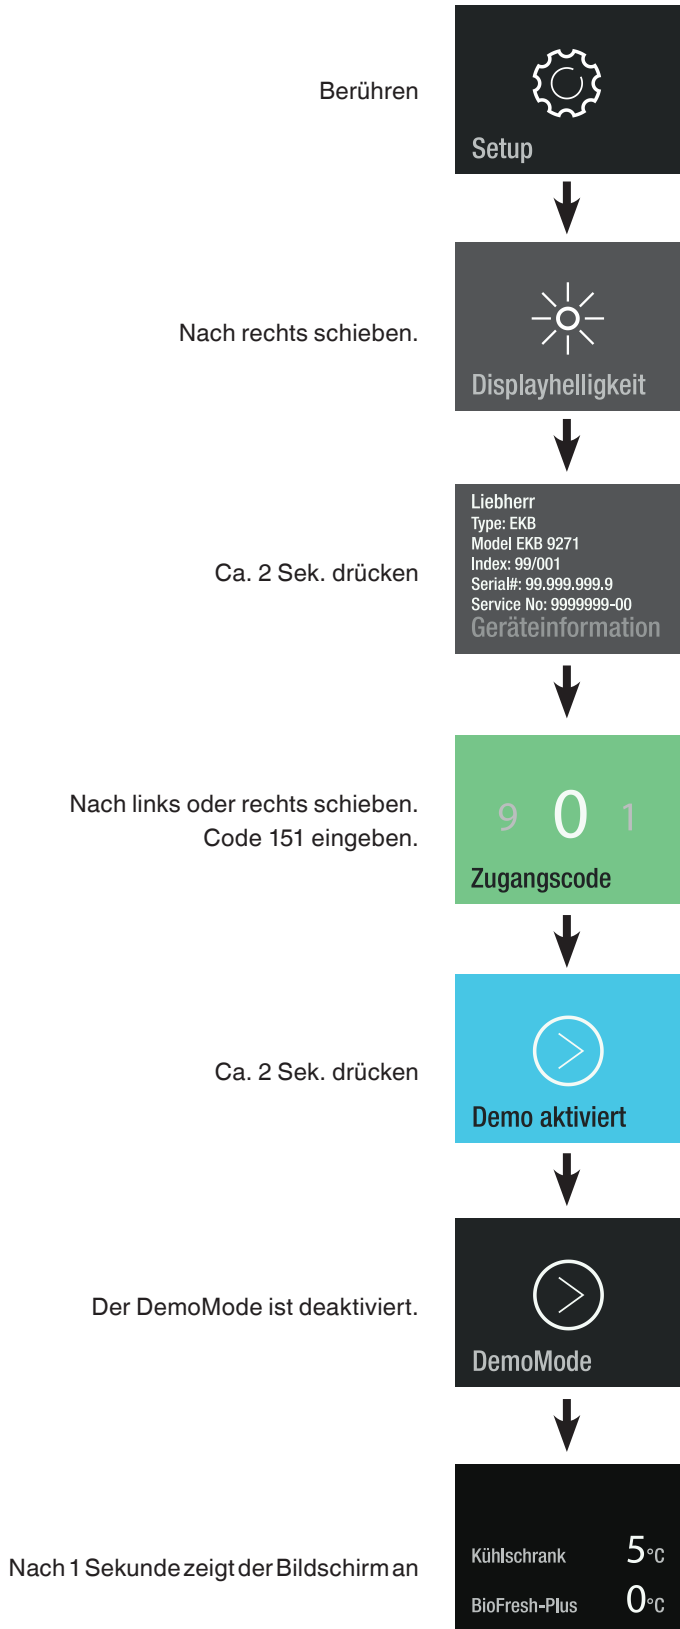 Berühren
Setup
Nach rechts schieben.
Displayhelligkeit
Ca. 2 Sek. drücken
Liebherr
Type: EKB
Model EKB 9271
Index: 99/001
Serial#: 99.999.999.9
Service No: 9999999-00
Geräteinformation
Nach links oder rechts schieben.
Code 151 eingeben.
9 0 1
Zugangscode
Ca. 2 Sek. drücken
Demo aktiviert
Der DemoMode ist deaktiviert.
DemoMode
Nach 1 Sekunde zeigt der Bildschirm an
Kühlschrank 5°C
BioFresh-Plus 0°C